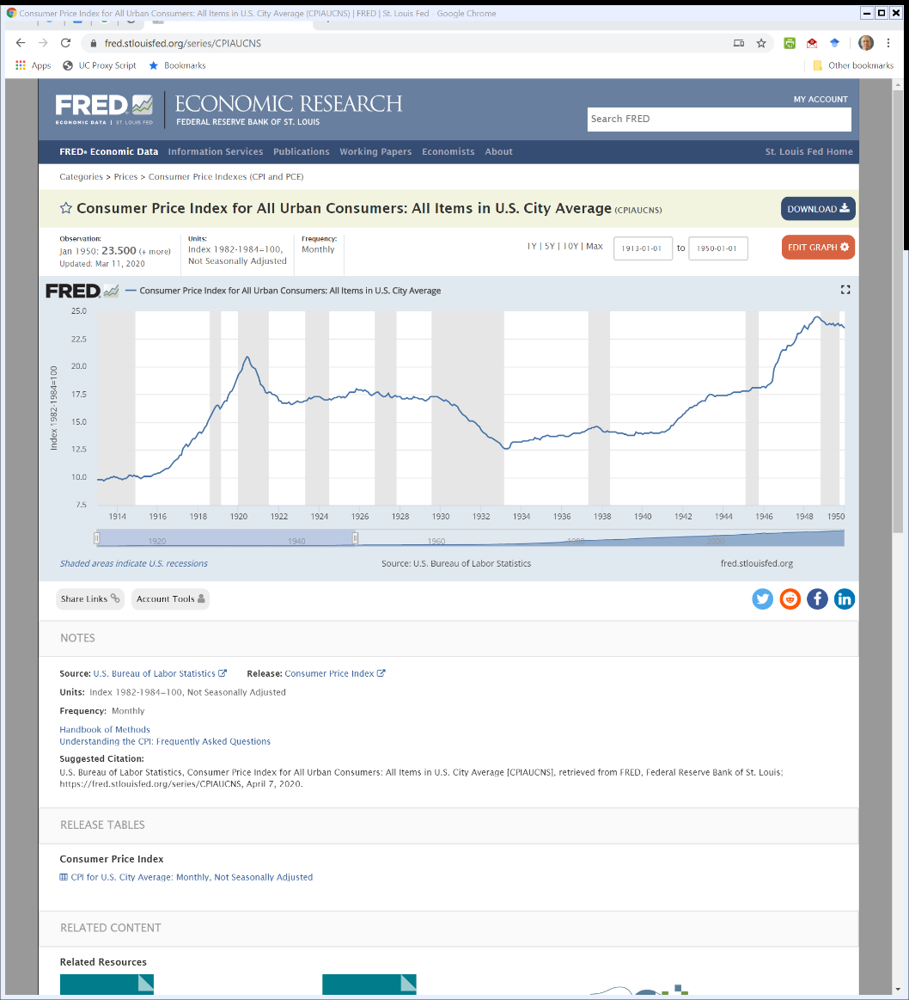 Consumer Price Index for All Urban Consumers: All Items in U.S. City Average (CPIAUCNS) | FRED | St. Louis Fed - Google Chrome
fred.stlouisfed.org/series/CPIAUCNS
Apps UC Proxy Script Bookmarks Other bookmarks
FRED ECONOMIC RESEARCH
ECONOMIC DATA | ST. LOUIS FED FEDERAL RESERVE BANK OF ST. LOUIS
MY ACCOUNT
Search FRED
FRED® Economic Data Information Services Publications Working Papers Economists About St. Louis Fed Home
Categories > Prices > Consumer Price Indexes (CPI and PCE)
Consumer Price Index for All Urban Consumers: All Items in U.S. City Average (CPIAUCNS) DOWNLOAD
Observation: Units: Frequency:
Jan 1950: 23.500 (+ more) Index 1982-1984=100, Monthly
Updated: Mar 11, 2020 Not Seasonally Adjusted
1Y | 5Y | 10Y | Max 1913-01-01 to 1950-01-01 EDIT GRAPH
FRED Consumer Price Index for All Urban Consumers: All Items in U.S. City Average
25.0
22.5
20.0
17.5
15.0
12.5
10.0
7.5
Index 1982-1984=100
1914 1916 1918 1920 1922 1924 1926 1928 1930 1932 1934 1936 1938 1940 1942 1944 1946 1948 1950
1920 1940 1960 1980 2000
Shaded areas indicate U.S. recessions Source: U.S. Bureau of Labor Statistics fred.stlouisfed.org
Share Links Account Tools
NOTES
Source: U.S. Bureau of Labor Statistics Release: Consumer Price Index
Units: Index 1982-1984=100, Not Seasonally Adjusted
Frequency: Monthly
Handbook of Methods
Understanding the CPI: Frequently Asked Questions
Suggested Citation:
U.S. Bureau of Labor Statistics, Consumer Price Index for All Urban Consumers: All Items in U.S. City Average [CPIAUCNS], retrieved from FRED, Federal Reserve Bank of St. Louis;
https://fred.stlouisfed.org/series/CPIAUCNS, April 7, 2020.
RELEASE TABLES
Consumer Price Index
CPI for U.S. City Average: Monthly, Not Seasonally Adjusted
RELATED CONTENT
Related Resources